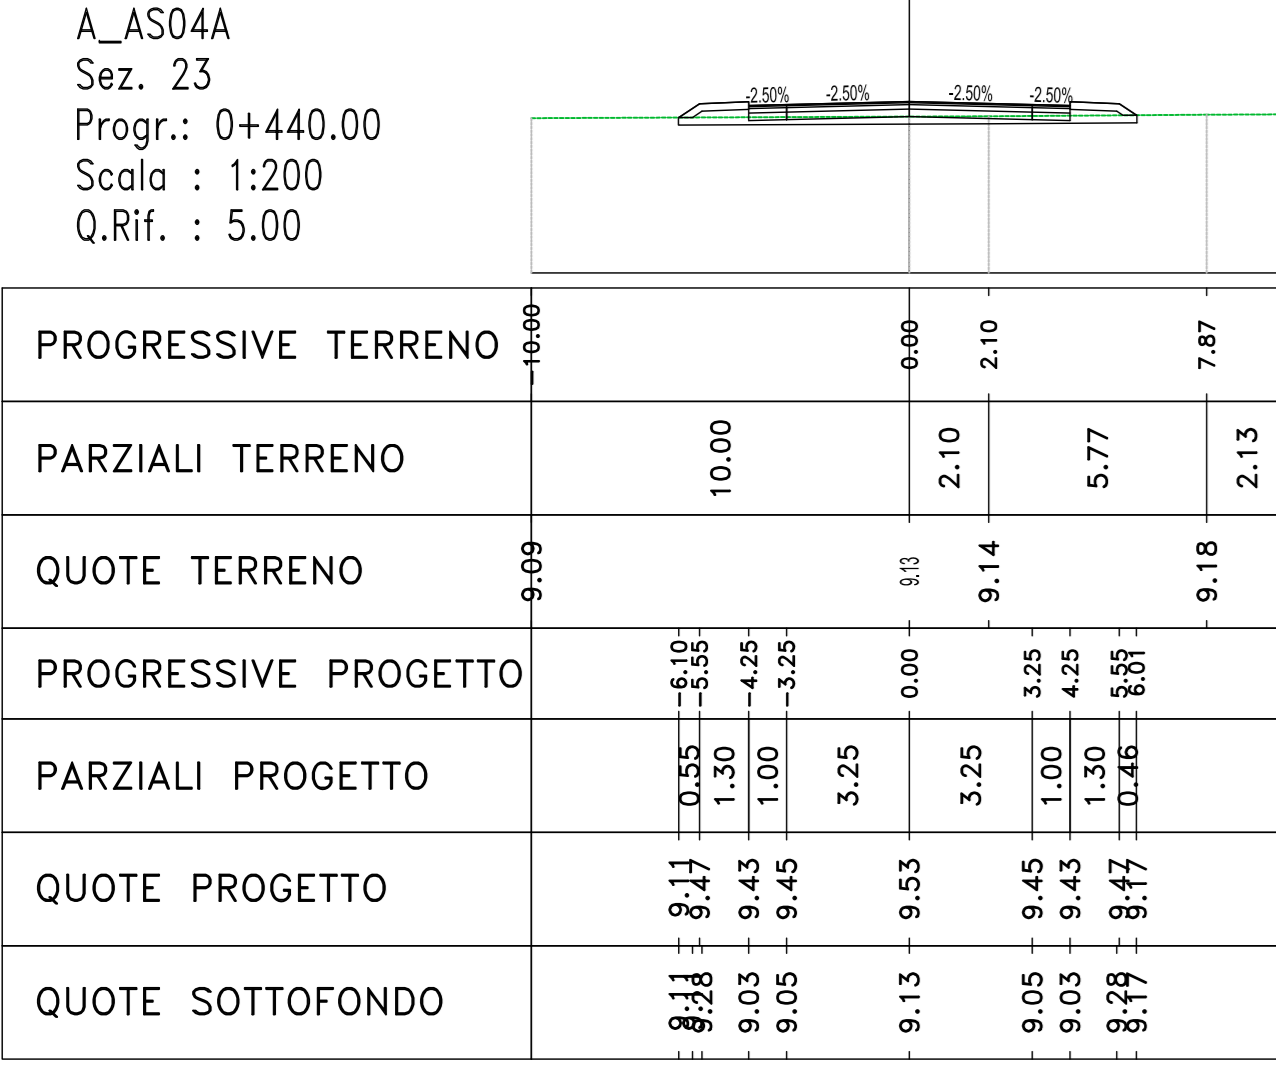 A_AS04A
Sez. 23
Progr.: 0+440.00
Scala : 1:200
Q.Rif. : 5.00
-2.50% -2.50% -2.50% -2.50%
PROGRESSIVE TERRENO -10.00 0.00 2.10 7.87
PARZIALI TERRENO 10.00 2.10 5.77 2.13
QUOTE TERRENO 9.09 9.13 9.14 9.18
PROGRESSIVE PROGETTO -6.10 -5.55 -4.25 -3.25 0.00 3.25 4.25 5.55 6.01
PARZIALI PROGETTO 0.55 1.30 1.00 3.25 3.25 1.00 1.30 0.46
QUOTE PROGETTO 9.11 9.47 9.43 9.45 9.53 9.45 9.43 9.47 9.17
QUOTE SOTTOFONDO 9.11 9.28 9.03 9.05 9.13 9.05 9.03 9.28 9.17